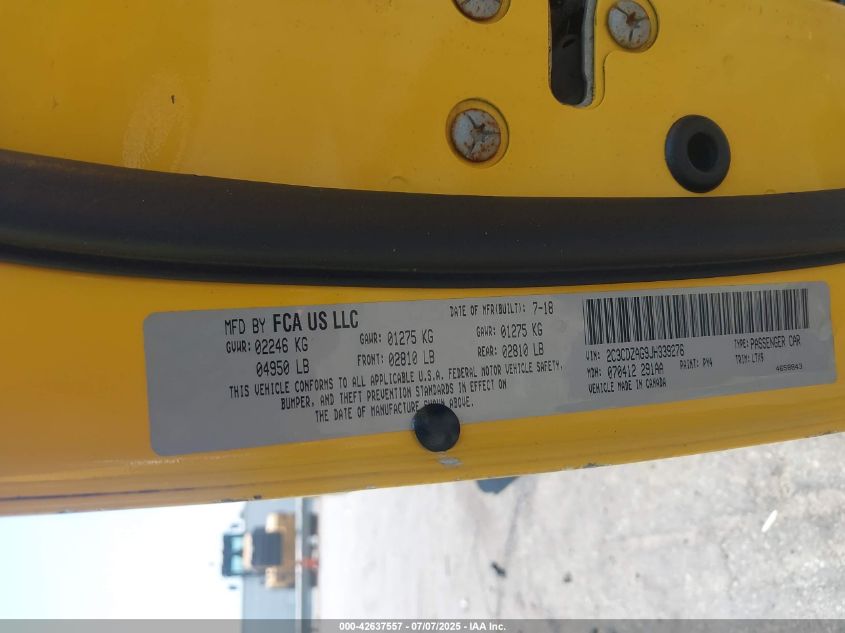 MFD BY FCA US LLC
DATE OF MFR(BUILT): 7-18
GVWR: 02246 KG
GAWR: 01275 KG
GAWR: 01275 KG
04950 LB
FRONT: 02810 LB
REAR: 02810 LB
THIS VEHICLE CONFORMS TO ALL APPLICABLE U.S.A. FEDERAL MOTOR VEHICLE SAFETY,
BUMPER, AND THEFT PREVENTION STANDARDS IN EFFECT ON
THE DATE OF MANUFACTURE SHOWN ABOVE.
VIN: 2C3CDZAG9JH339276
TYPE: PASSENGER CAR
MDH: 070412 291AA
PAINT: PY4
TRIM: LTX9
VEHICLE MADE IN CANADA
4658843
000-42637557 - 07/07/2025 - IAA Inc.